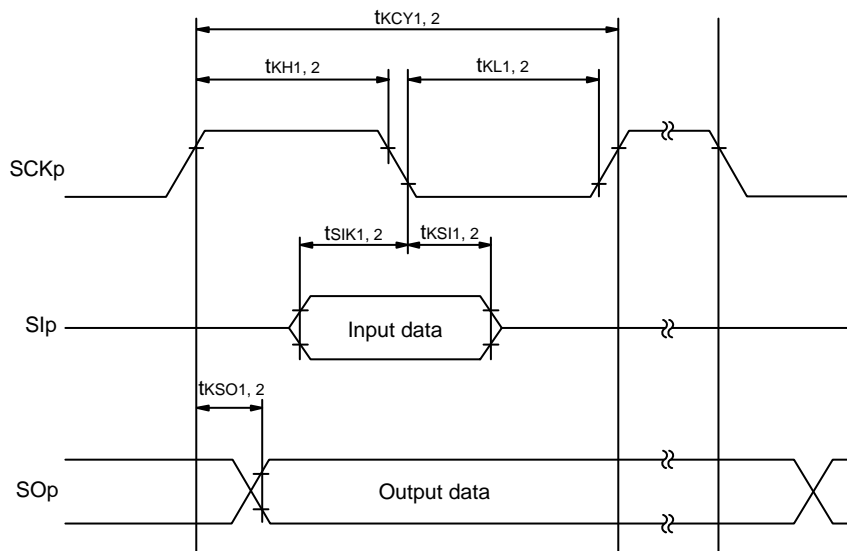 tKCY1, 2
tKH1, 2
tKL1, 2
SCKp
tSIK1, 2
tKSI1, 2
SIp
Input data
tKSO1, 2
SOp
Output data